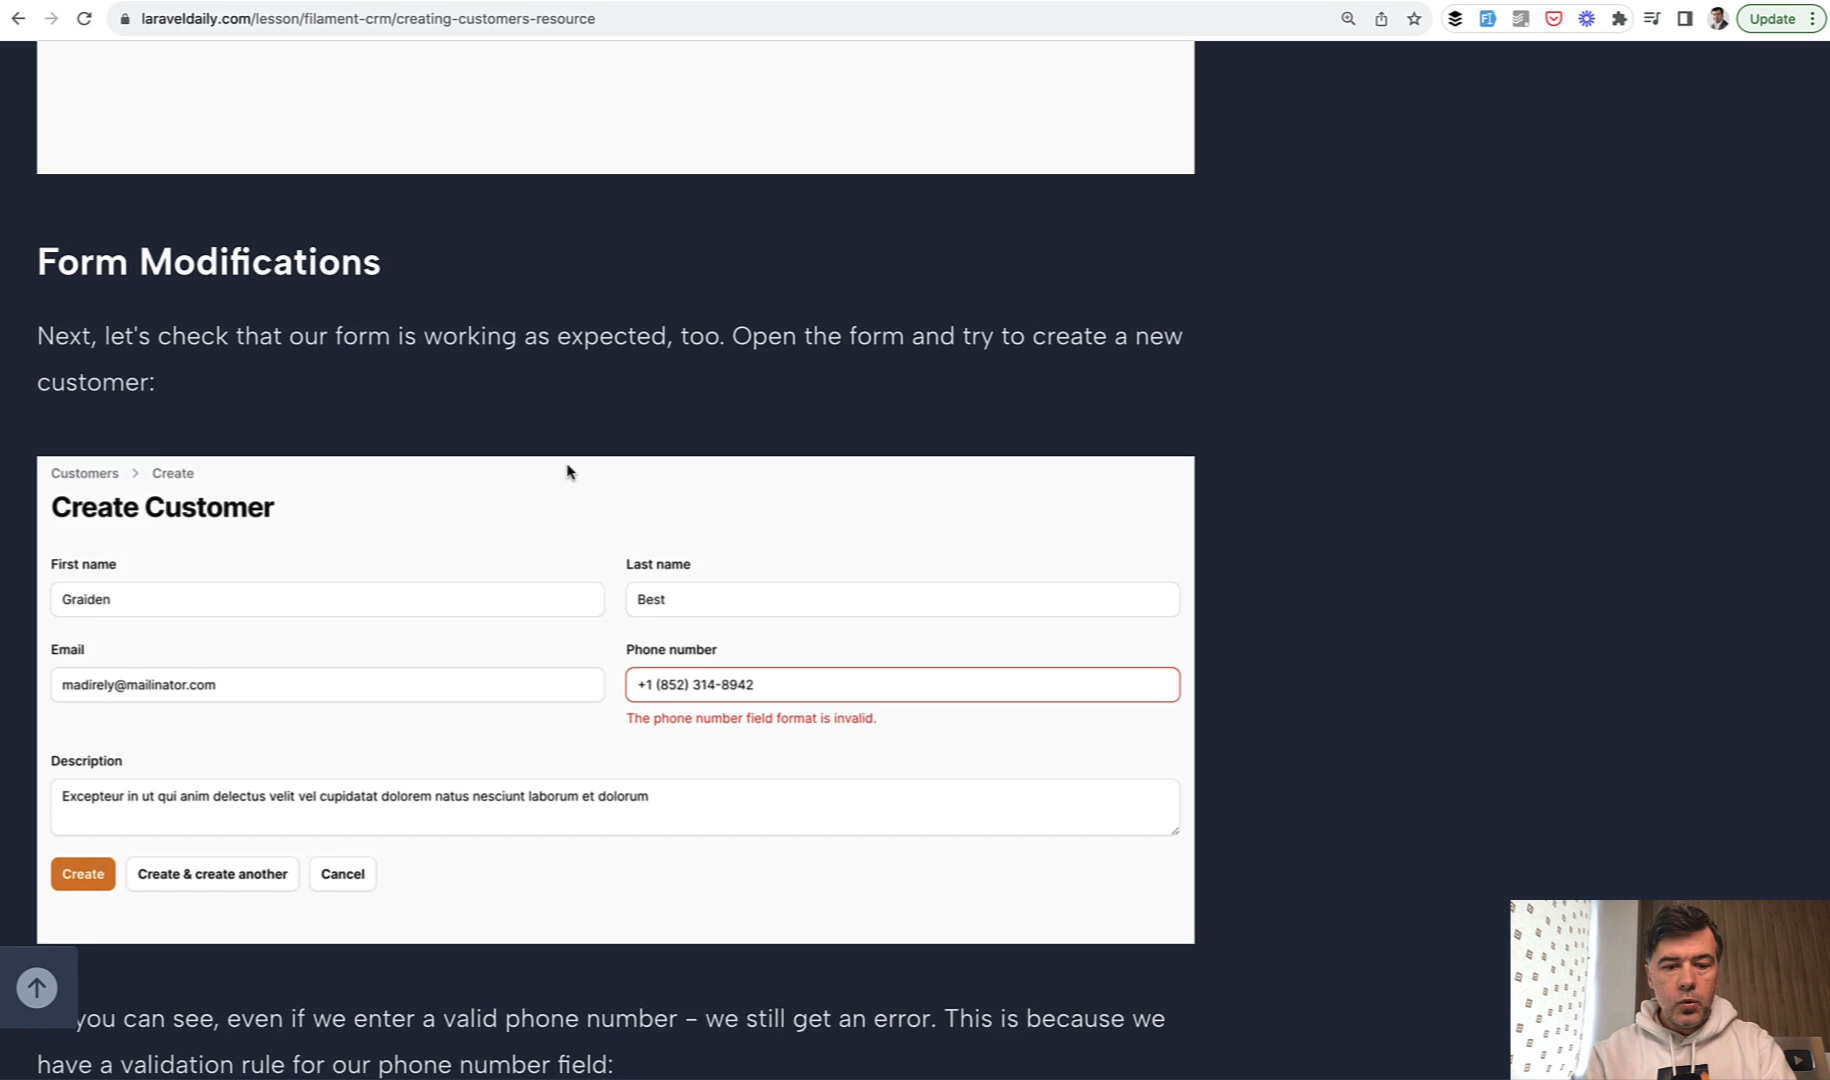 laraveldaily.com/lesson/filament-crm/creating-customers-resource
Update
Form Modifications
Next, let's check that our form is working as expected, too. Open the form and try to create a new
customer:
Customers > Create
Create Customer
First name
Last name
Graiden
Best
Email
Phone number
madirely@mailinator.com
+1 (852) 314-8942
The phone number field format is invalid.
Description
Excepteur in ut qui anim delectus velit vel cupidatat dolorem natus nesciunt laborum et dolorum
Create
Create & create another
Cancel
you can see, even if we enter a valid phone number – we still get an error. This is because we
have a validation rule for our phone number field: